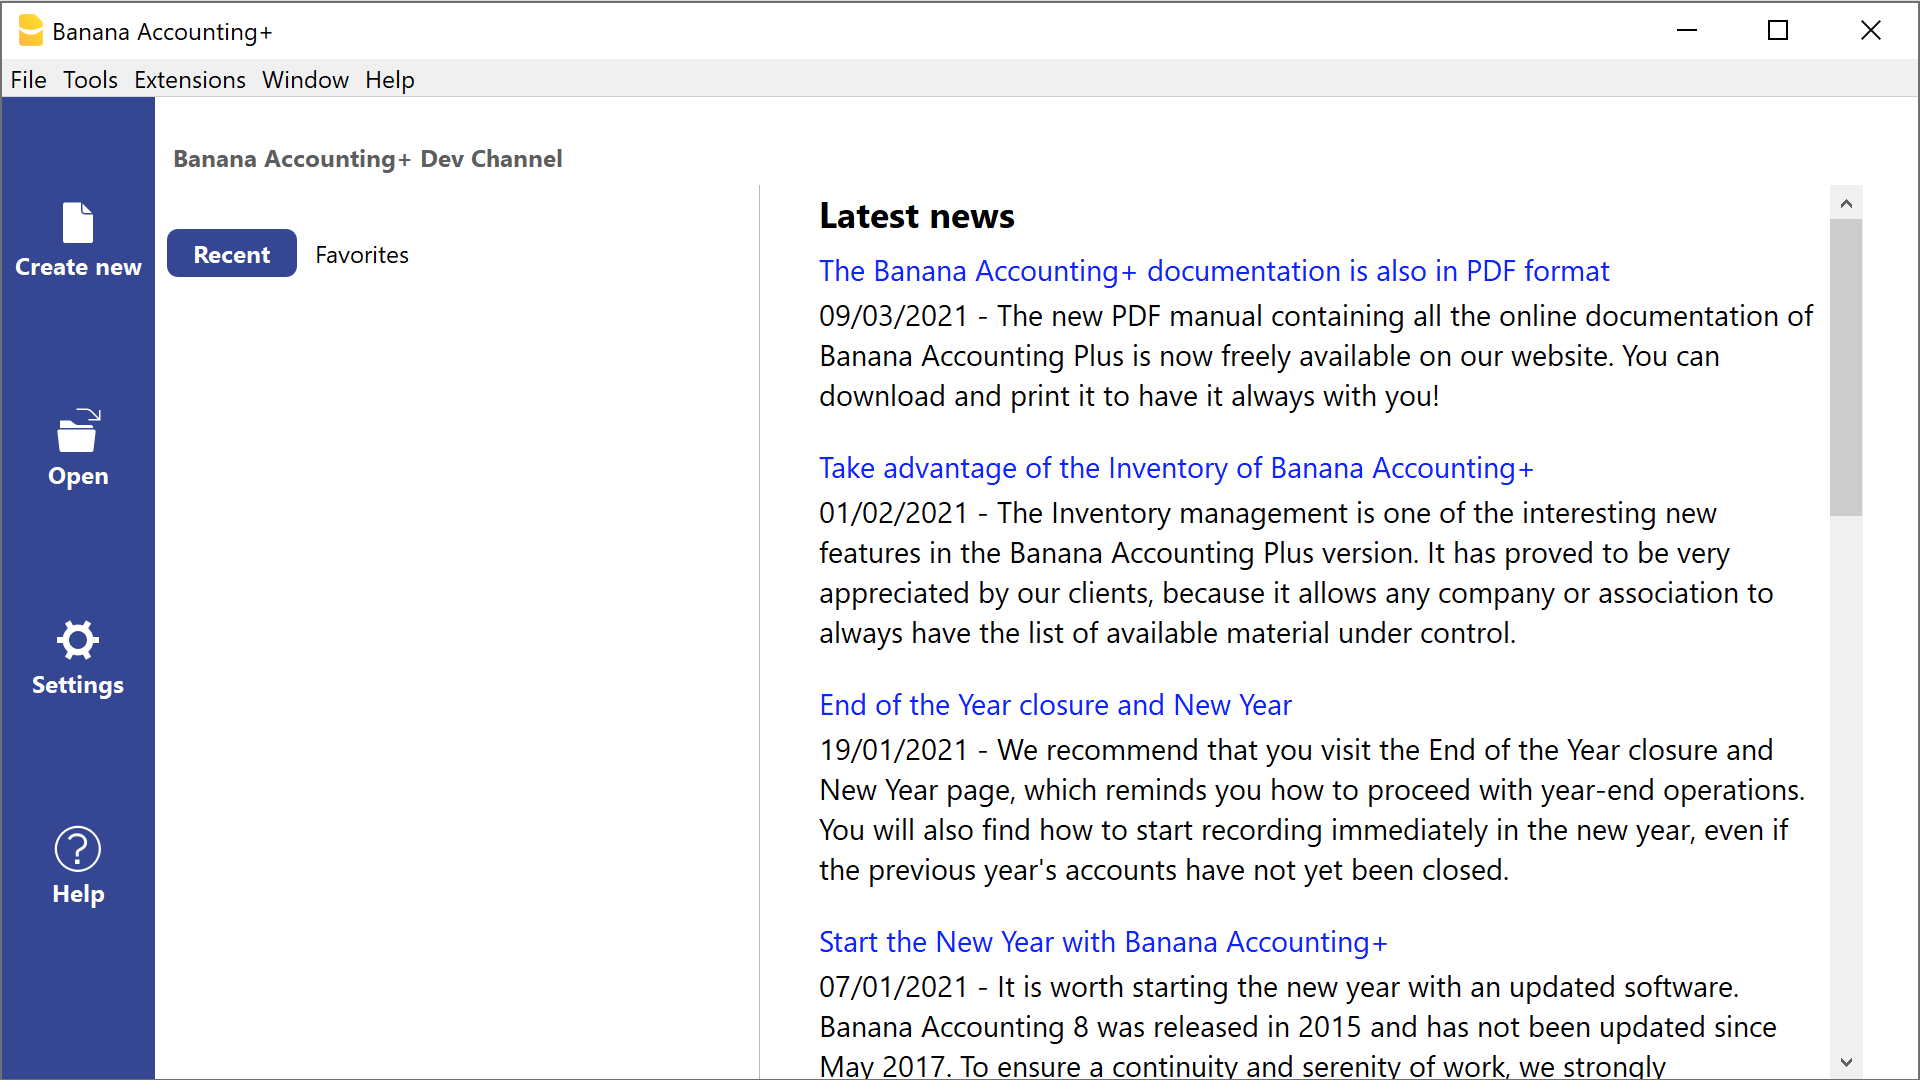 Banana Accounting+
File Tools Extensions Window Help
Banana Accounting+ Dev Channel
Create new
Open
Settings
Help
Recent Favorites
Latest news
The Banana Accounting+ documentation is also in PDF format
09/03/2021 - The new PDF manual containing all the online documentation of
Banana Accounting Plus is now freely available on our website. You can
download and print it to have it always with you!
Take advantage of the Inventory of Banana Accounting+
01/02/2021 - The Inventory management is one of the interesting new
features in the Banana Accounting Plus version. It has proved to be very
appreciated by our clients, because it allows any company or association to
always have the list of available material under control.
End of the Year closure and New Year
19/01/2021 - We recommend that you visit the End of the Year closure and
New Year page, which reminds you how to proceed with year-end operations.
You will also find how to start recording immediately in the new year, even if
the previous year's accounts have not yet been closed.
Start the New Year with Banana Accounting+
07/01/2021 - It is worth starting the new year with an updated software.
Banana Accounting 8 was released in 2015 and has not been updated since
May 2017. To ensure a continuity and serenity of work, we strongly